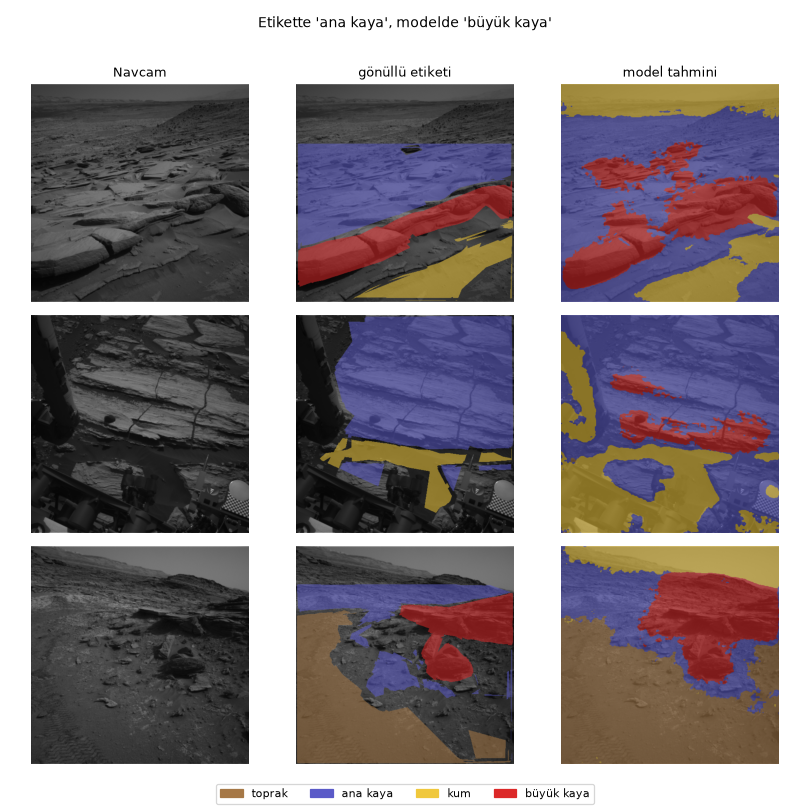 Etikette 'ana kaya', modelde 'büyük kaya'
Navcam
gönüllü etiketi
model tahmini
toprak
ana kaya
kum
büyük kaya